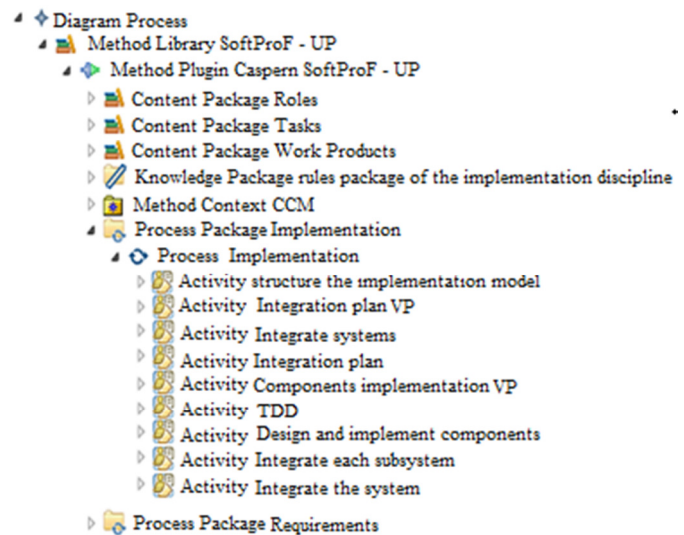 Diagram Process
Method Library SoftProF - UP
Method Plugin Caspern SoftProF - UP
Content Package Roles
Content Package Tasks
Content Package Work Products
Knowledge Package rules package of the implementation discipline
Method Context CCM
Process Package Implementation
Process Implementation
Activity structure the implementation model
Activity Integration plan VP
Activity Integrate systems
Activity Integration plan
Activity Components implementation VP
Activity TDD
Activity Design and implement components
Activity Integrate each subsystem
Activity Integrate the system
Process Package Requirements